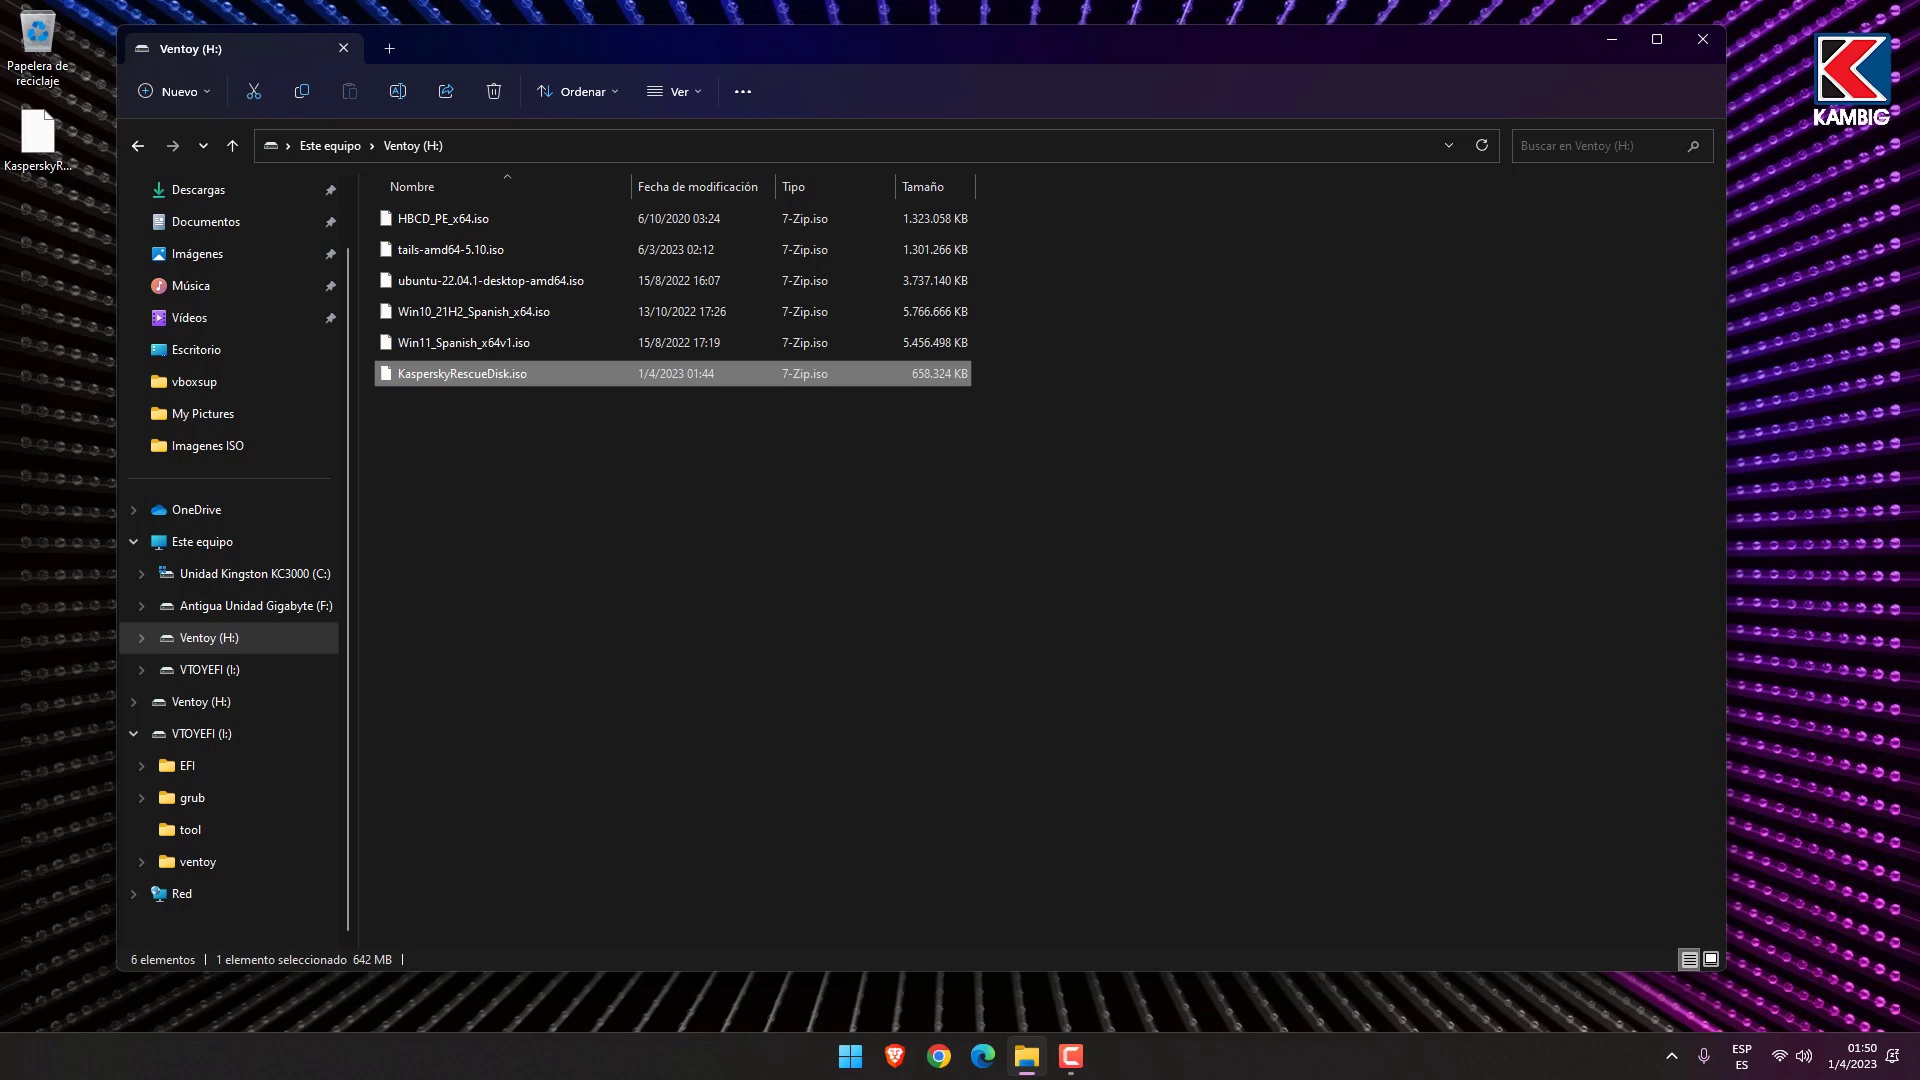 Papelera de
reciclaje
KasperskyR...
KAMBIG
Ventoy (H:)
Nuevo
Ordenar
Ver
Este equipo
Ventoy (H:)
Buscar en Ventoy (H:)
Descargas
Documentos
Imágenes
Música
Vídeos
Escritorio
vboxsup
My Pictures
Imagenes ISO
OneDrive
Este equipo
Unidad Kingston KC3000 (C:)
Antigua Unidad Gigabyte (F:)
Ventoy (H:)
VTOYEFI (I:)
Ventoy (H:)
VTOYEFI (I:)
EFI
grub
tool
ventoy
Red
Nombre Fecha de modificación Tipo Tamaño
HBCD_PE_x64.iso 6/10/2020 03:24 7-Zip.iso 1.323.058 KB
tails-amd64-5.10.iso 6/3/2023 02:12 7-Zip.iso 1.301.266 KB
ubuntu-22.04.1-desktop-amd64.iso 15/8/2022 16:07 7-Zip.iso 3.737.140 KB
Win10_21H2_Spanish_x64.iso 13/10/2022 17:26 7-Zip.iso 5.766.666 KB
Win11_Spanish_x64v1.iso 15/8/2022 17:19 7-Zip.iso 5.456.498 KB
KasperskyRescueDisk.iso 1/4/2023 01:44 7-Zip.iso 658.324 KB
6 elementos 1 elemento seleccionado 642 MB
ESP
ES
01:50
1/4/2023